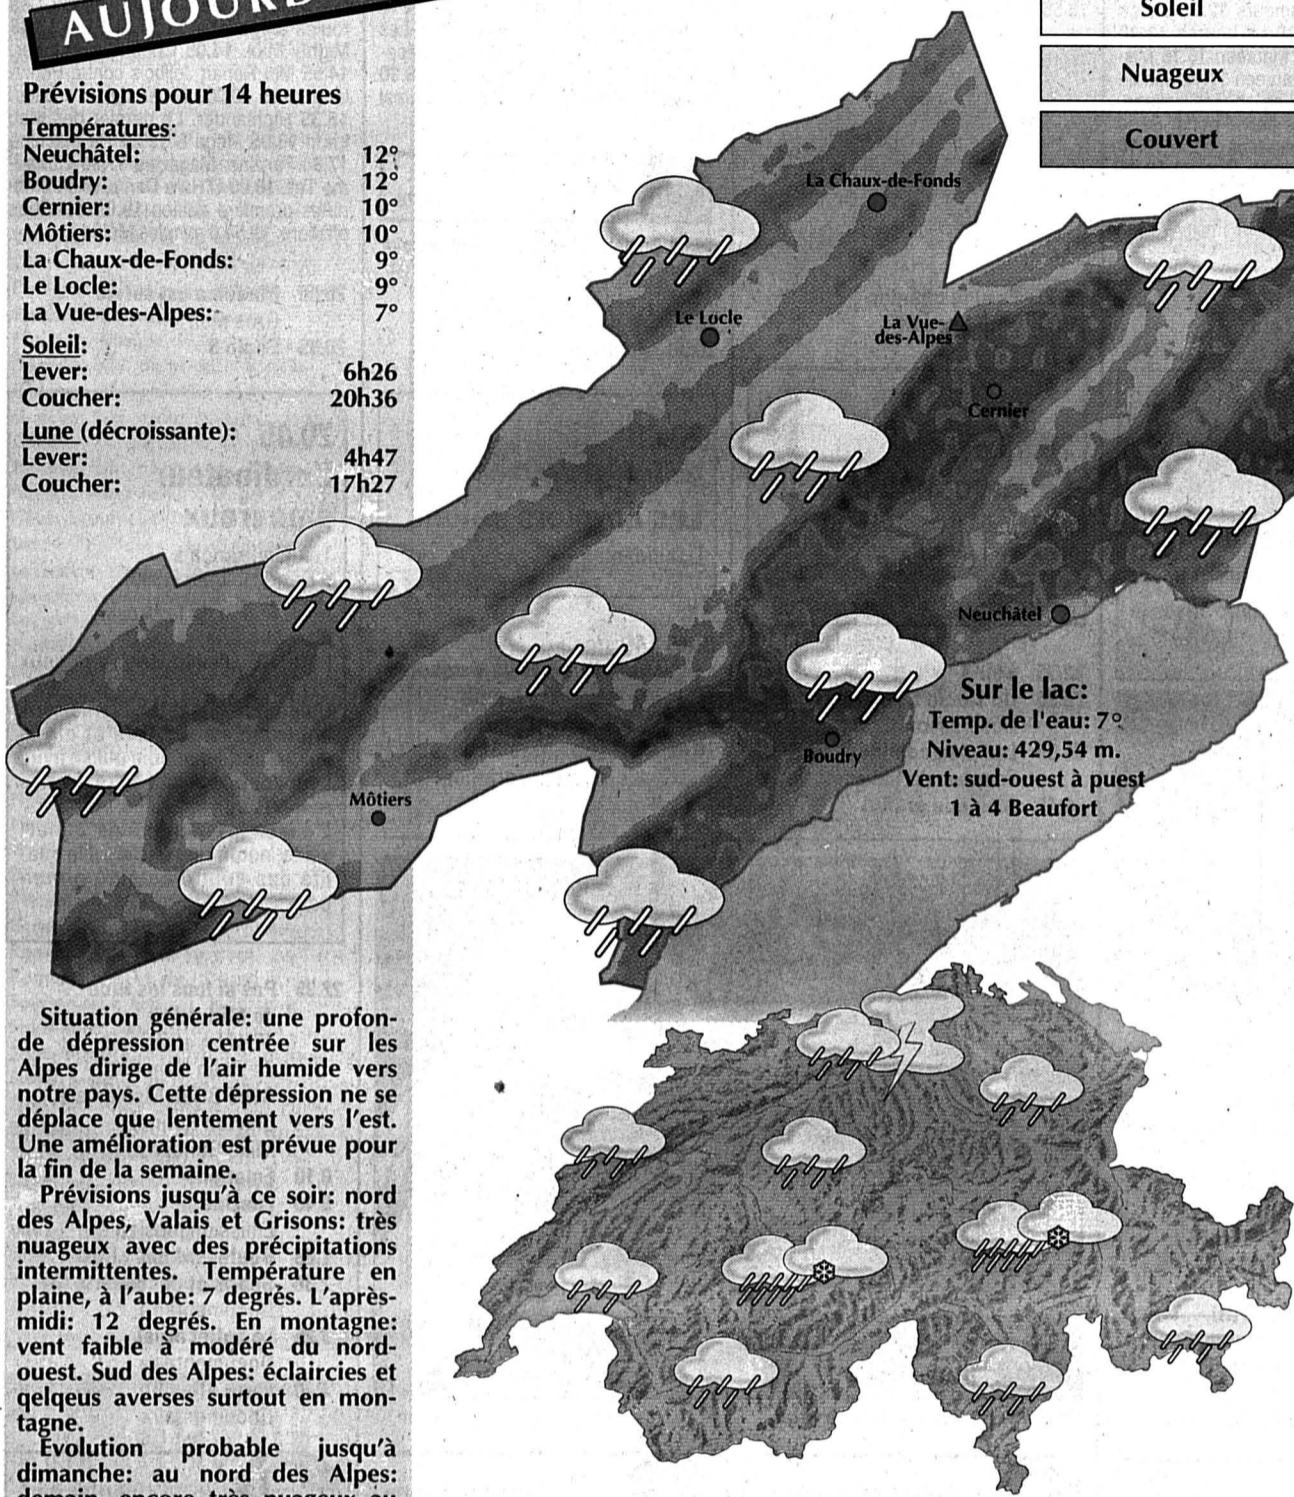 AUJOURD
Prévisions pour 14 heures
Températures:
Neuchâtel: 12°
Boudry: 12°
Cernier: 10°
Môtiers: 10°
La Chaux-de-Fonds: 9°
Le Locle: 9°
La Vue-des-Alpes: 7°
Soleil:
Lever: 6h26
Coucher: 20h36
Lune (décroissante):
Lever: 4h47
Coucher: 17h27
Soleil
Nuageux
Couvert
La Chaux-de-Fonds
Le Locle
La Vue-
des-Alpes
Cernier
Neuchâtel
Boudry
Môtiers
Sur le lac:
Temp. de l'eau: 7°
Niveau: 429,54 m.
Vent: sud-ouest à puest
1 à 4 Beaufort
Situation générale: une profon-
de dépression centrée sur les
Alpes dirige de l'air humide vers
notre pays. Cette dépression ne se
déplace que lentement vers l'est.
Une amélioration est prévue pour
la fin de la semaine.
Prévisions jusqu'à ce soir: nord
des Alpes, Valais et Grisons: très
nuageux avec des précipitations
intermittentes. Température en
plaine, à l'aube: 7 degrés. L'après-
midi: 12 degrés. En montagne:
vent faible à modéré du nord-
ouest. Sud des Alpes: éclaircies et
qelqeus averses surtout en mon-
tagne.
Evolution probable jusqu'à
dimanche: au nord des Alpes:
demain, encore très nuageux ou